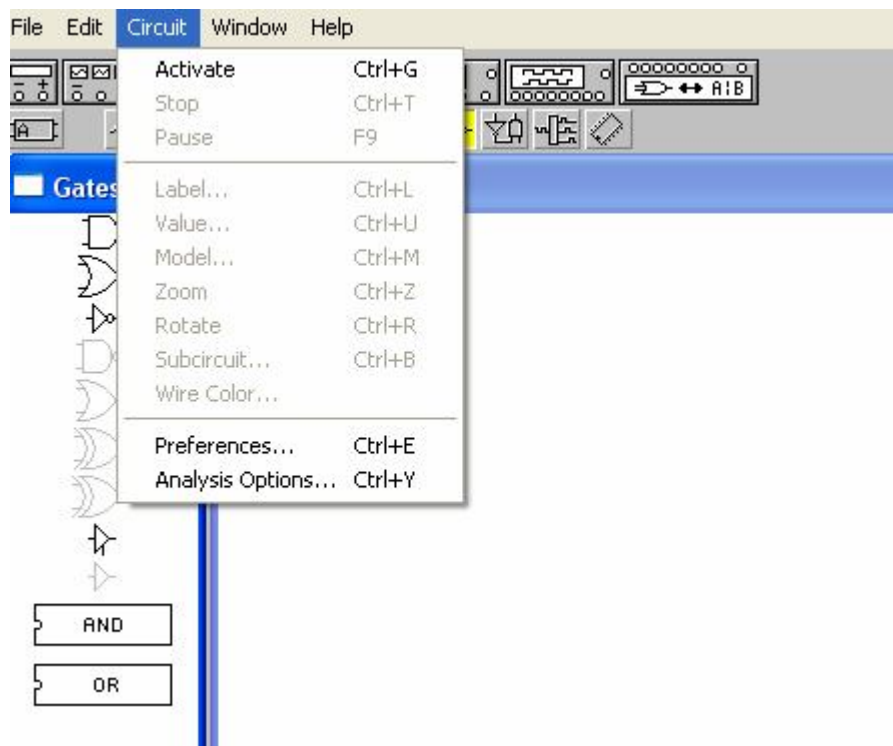 File Edit Circuit Window Help
Activate Ctrl+G
Stop Ctrl+T
Pause F9
A
A|B
Gates
Label... Ctrl+L
Value... Ctrl+U
Model... Ctrl+M
Zoom Ctrl+Z
Rotate Ctrl+R
Subcircuit... Ctrl+B
Wire Color...
Preferences... Ctrl+E
Analysis Options... Ctrl+Y
AND
OR